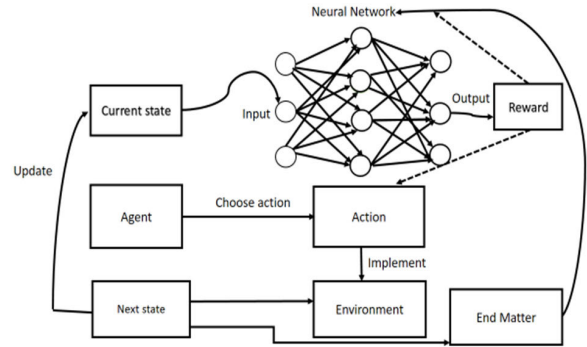 Neural Network
Current state
Input
Output
Reward
Update
Agent
Choose action
Action
Implement
Next state
Environment
End Matter